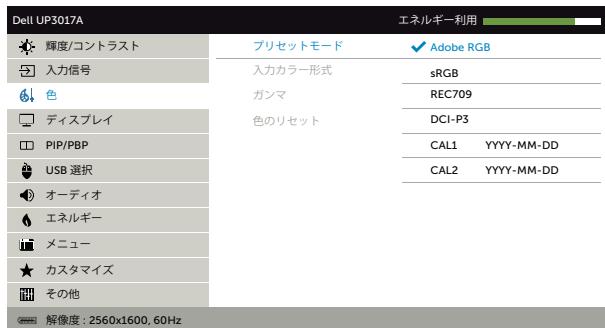 Dell UP3017A エネルギー利用
輝度/コントラスト プリセットモード Adobe RGB
入力信号 入力カラー形式 sRGB
色 ガンマ REC709
ディスプレイ 色のリセット DCI-P3
PIP/PBP CAL1 YYYY-MM-DD
USB 選択 CAL2 YYYY-MM-DD
オーディオ
エネルギー
メニュー
カスタマイズ
その他
解像度 : 2560x1600, 60Hz